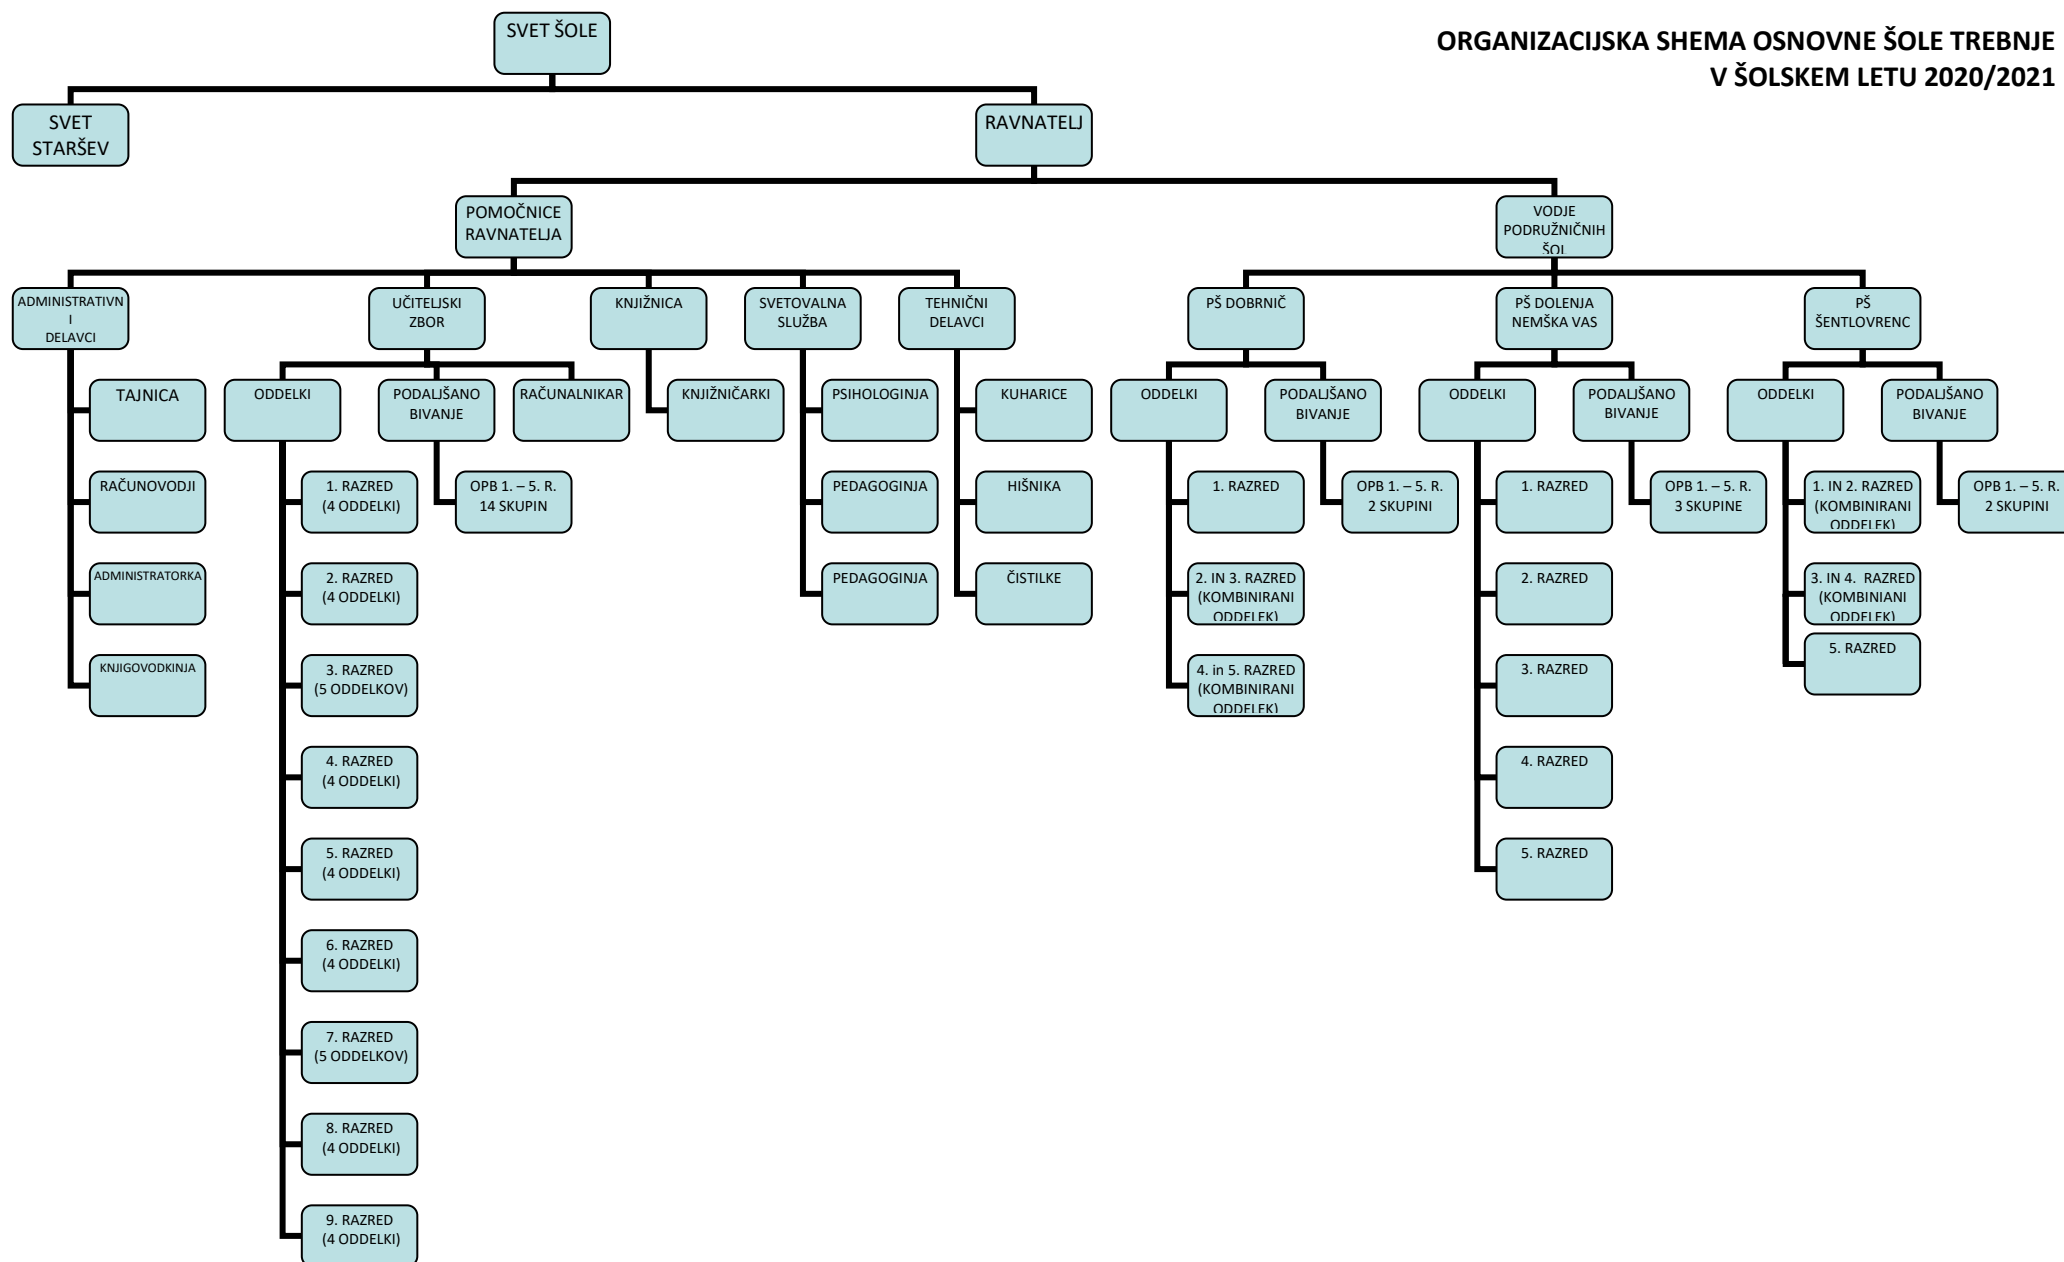 ORGANIZACIJSKA SHEMA OSNOVNE ŠOLE TREBNJE
V ŠOLSKEM LETU 2020/2021
SVET ŠOLE
SVET
STARŠEV
RAVNATELJ
POMOČNICE
RAVNATELJA
VODJE
PODRUŽNIČNIH
ŠOL
ADMINISTRATIVN
I
DELAVCI
UČITELJSKI
ZBOR
KNJIŽNICA
SVETOVALNA
SLUŽBA
TEHNIČNI
DELAVCI
PŠ DOBRNIČ
PŠ DOLENJA
NEMŠKA VAS
PŠ
ŠENTLOVRENC
TAJNICA
ODDELKI
PODALJŠANO
BIVANJE
RAČUNALNIKAR
KNJIŽNIČARKI
PSIHOLOGINJA
KUHARICE
ODDELKI
PODALJŠANO
BIVANJE
ODDELKI
PODALJŠANO
BIVANJE
ODDELKI
PODALJŠANO
BIVANJE
RAČUNOVODJI
1. RAZRED
(4 ODDELKI)
OPB 1. – 5. R.
14 SKUPIN
PEDAGOGINJA
HIŠNIKA
1. RAZRED
OPB 1. – 5. R.
2 SKUPINI
1. RAZRED
OPB 1. – 5. R.
3 SKUPINE
1. IN 2. RAZRED
(KOMBINIRANI
ODDELEK)
OPB 1. – 5. R.
2 SKUPINI
ADMINISTRATORKA
2. RAZRED
(4 ODDELKI)
PEDAGOGINJA
ČISTILKE
2. IN 3. RAZRED
(KOMBINIRANI
ODDELEK)
2. RAZRED
3. IN 4.  RAZRED
(KOMBINIANI
ODDELEK)
KNJIGOVODKINJA
3. RAZRED
(5 ODDELKOV)
4. in 5. RAZRED
(KOMBINIRANI
ODDELEK)
3. RAZRED
5. RAZRED
4. RAZRED
(4 ODDELKI)
4. RAZRED
5. RAZRED
(4 ODDELKI)
5. RAZRED
6. RAZRED
(4 ODDELKI)
7. RAZRED
(5 ODDELKOV)
8. RAZRED
(4 ODDELKI)
9. RAZRED
(4 ODDELKI)